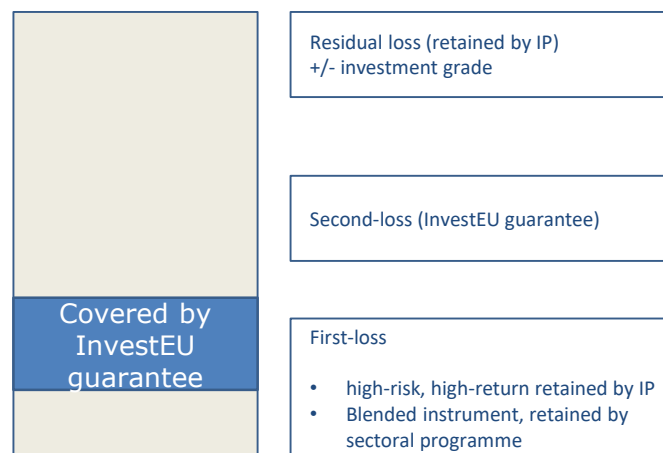 Residual loss (retained by IP)
+/- investment grade
Second-loss (InvestEU guarantee)
Covered by
InvestEU
guarantee
First-loss
• high-risk, high-return retained by IP
• Blended instrument, retained by
sectoral programme